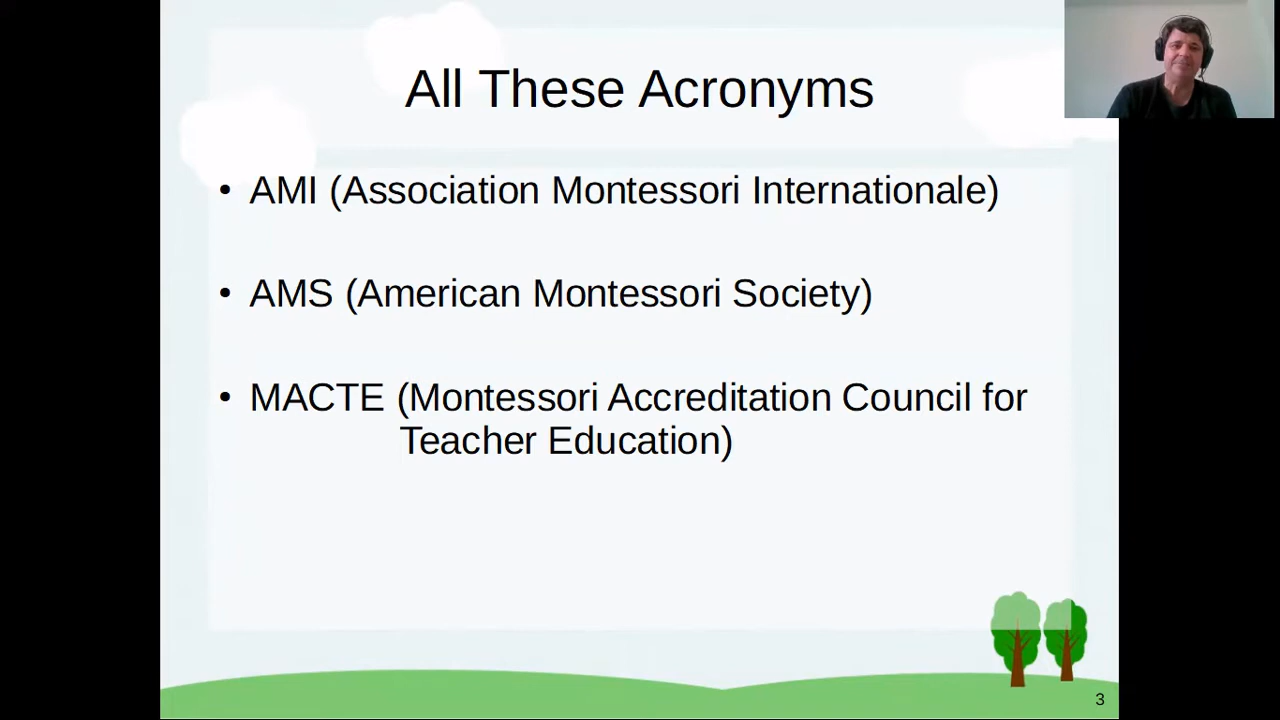 All These Acronyms
• AMI (Association Montessori Internationale)
• AMS (American Montessori Society)
• MACTE (Montessori Accreditation Council for
Teacher Education)
3